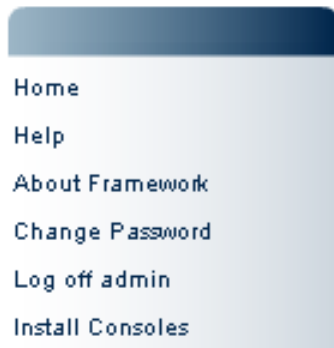 Home
Help
About Framework
Change Password
Log off admin
Install Consoles